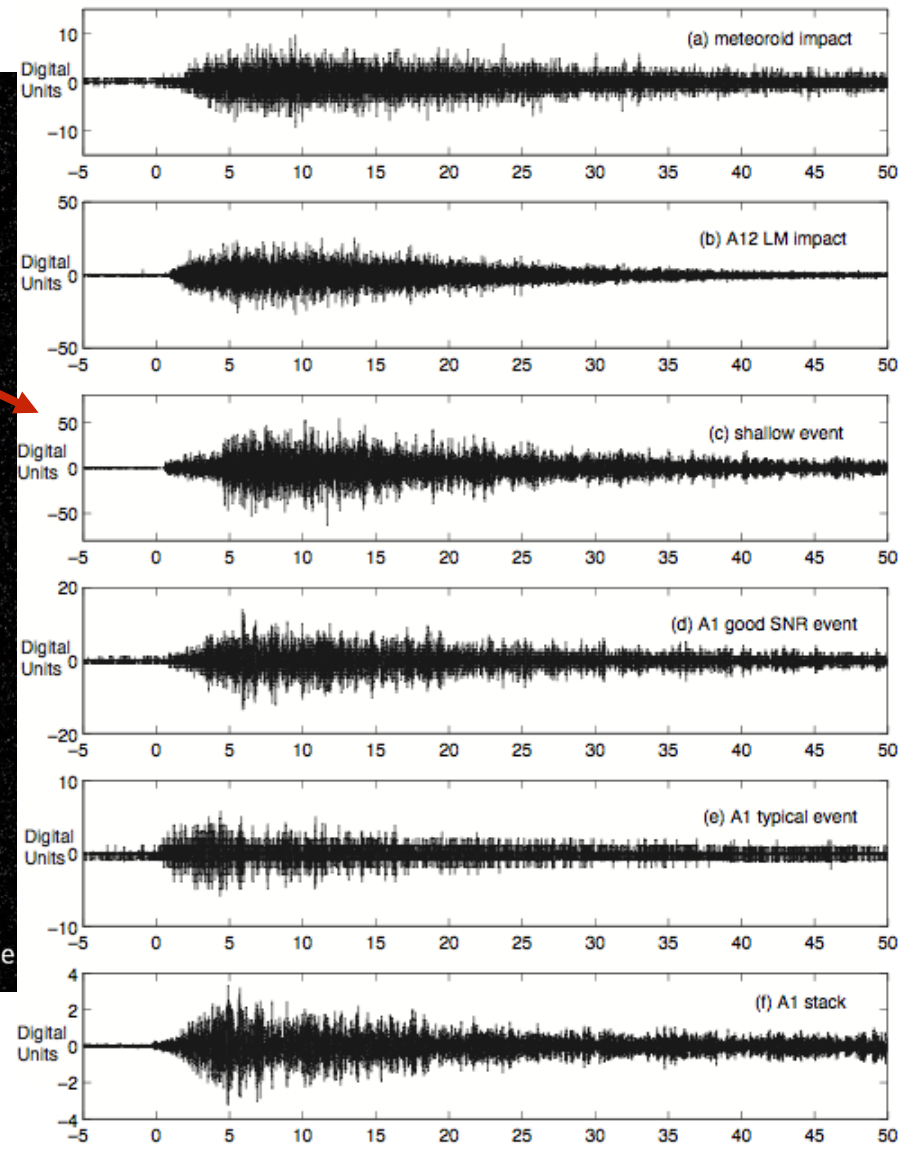 10
(a) meteoroid impact
Digital
Units 0
−10
−5 0 5 10 15 20 25 30 35 40 45 50
50
(b) A12 LM impact
Digital
Units 0
−50
−5 0 5 10 15 20 25 30 35 40 45 50
50
(c) shallow event
Digital
Units 0
−50
−5 0 5 10 15 20 25 30 35 40 45 50
20
(d) A1 good SNR event
Digital
Units 0
−20
−5 0 5 10 15 20 25 30 35 40 45 50
10
(e) A1 typical event
Digital
Units 0
−10
e
−5 0 5 10 15 20 25 30 35 40 45 50
4
(f) A1 stack
2
Digital
Units 0
−2
−4
−5 0 5 10 15 20 25 30 35 40 45 50